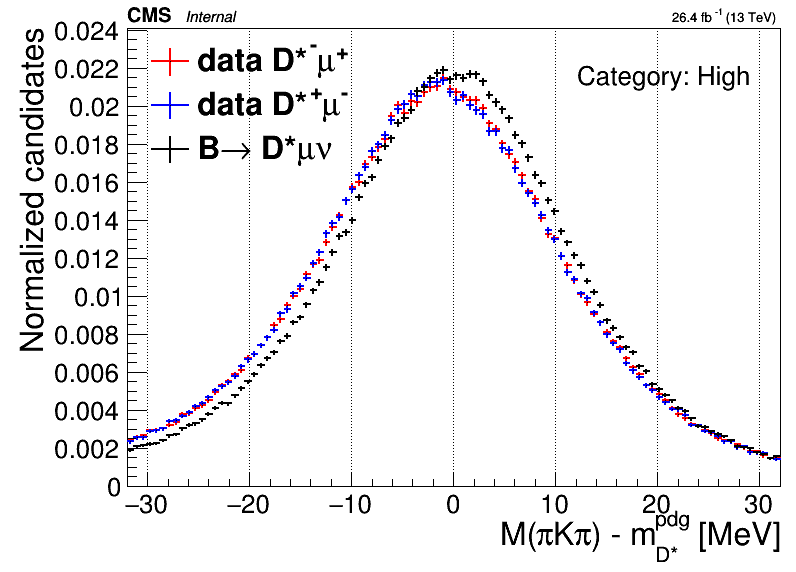 CMS Internal 26.4 fb⁻¹ (13 TeV)
data D*⁻μ⁺
data D*⁺μ⁻
B→ D*μν
Category: High
Normalized candidates
0.024
0.022
0.02
0.018
0.016
0.014
0.012
0.01
0.008
0.006
0.004
0.002
0
−30 −20 −10 0 10 20 30
M(πKπ) - m_D*^pdg [MeV]